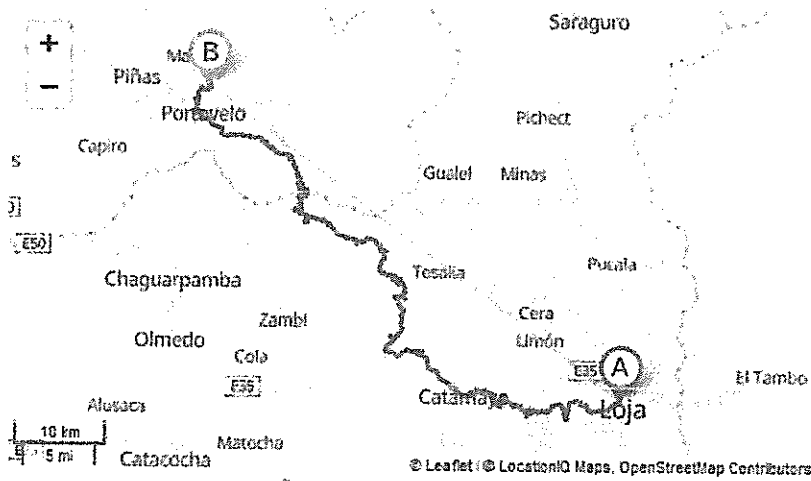 Saraguro
+
B
Piñas
−
Portovelo
Pichect
Capiro
Gualel
Minas
E50
Pucala
Tesalia
Chaguarpamba
Cera
Zambi
Olmedo
Limón
Cola
A
E35
E35
El Tambo
Catamayo
Loja
10 km
Matocha
5 mi
Catacocha
© Leaflet | © LocationIQ Maps, OpenStreetMap Contributors